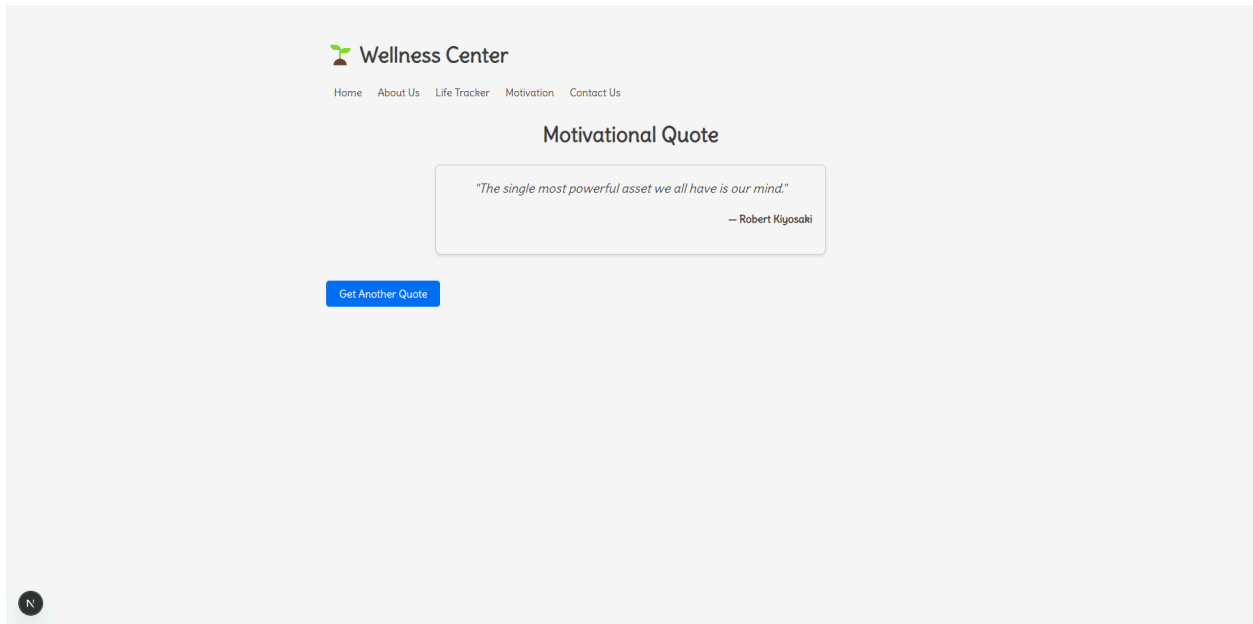 Wellness Center
Home About Us Life Tracker Motivation Contact Us
Motivational Quote
"The single most powerful asset we all have is our mind."
— Robert Kiyosaki
Get Another Quote
N